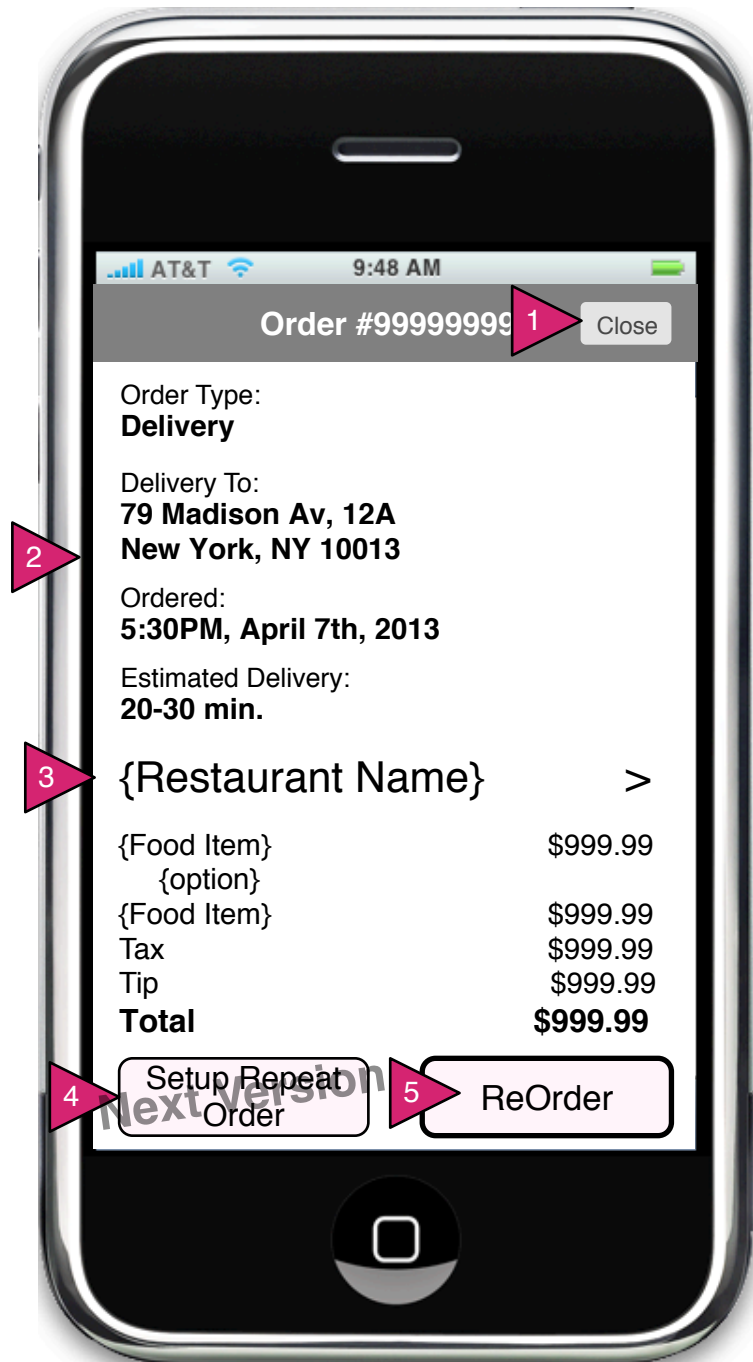 AT&T 9:48 AM
Order #99999999 1 Close
Order Type:
Delivery
Delivery To:
79 Madison Av, 12A
2 New York, NY 10013
Ordered:
5:30PM, April 7th, 2013
Estimated Delivery:
20-30 min.
3 {Restaurant Name} >
{Food Item} $999.99
{option}
{Food Item} $999.99
Tax $999.99
Tip $999.99
Total $999.99
4 Setup Repeat Order
Next Version
5 ReOrder